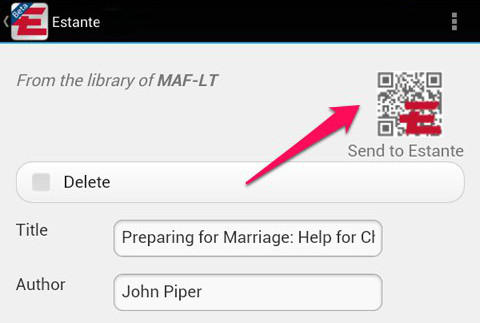 Beta
E
Estante
From the library of MAF-LT
E
Send to Estante
Delete
Title
Preparing for Marriage: Help for Ch
Author
John Piper